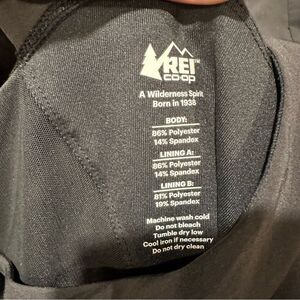 REI
CO·OP
A Wilderness Spirit
Born in 1938
BODY:
86% Polyester
14% Spandex
LINING A:
86% Polyester
14% Spandex
LINING B:
81% Polyester
19% Spandex
Machine wash cold
Do not bleach
Tumble dry low
Cool iron if necessary
Do not dry clean